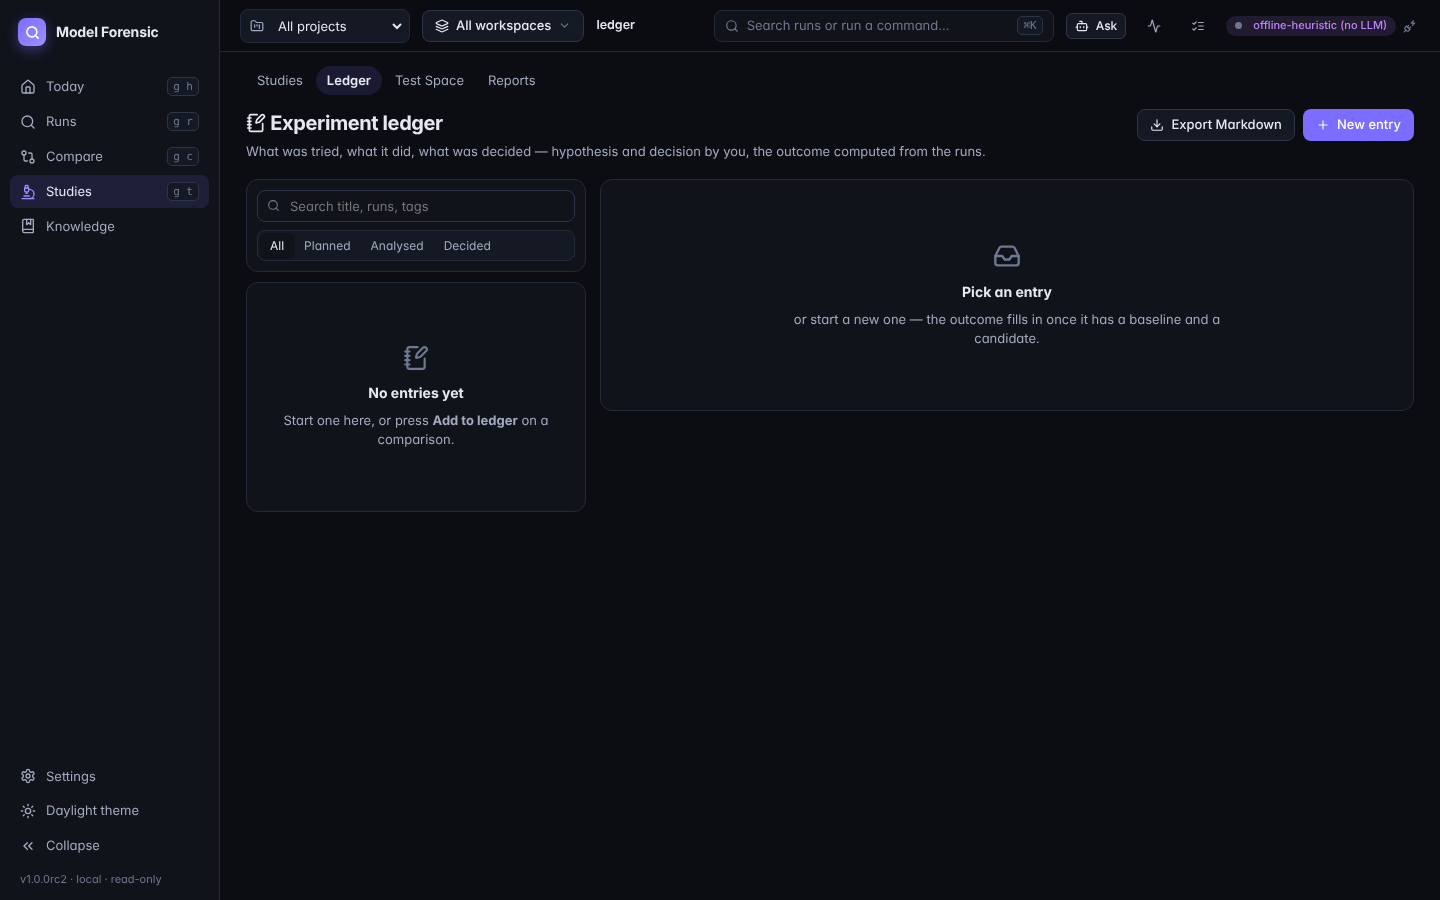 Model Forensic
All projects
All workspaces
ledger
Search runs or run a command...
⌘K
Ask
offline-heuristic (no LLM)
Today
g h
Runs
g r
Compare
g c
Studies
g t
Knowledge
Studies
Ledger
Test Space
Reports
Experiment ledger
Export Markdown
New entry
What was tried, what it did, what was decided — hypothesis and decision by you, the outcome computed from the runs.
Search title, runs, tags
All
Planned
Analysed
Decided
No entries yet
Start one here, or press Add to ledger on a
comparison.
Pick an entry
or start a new one — the outcome fills in once it has a baseline and a
candidate.
Settings
Daylight theme
Collapse
v1.0.0rc2 · local · read-only